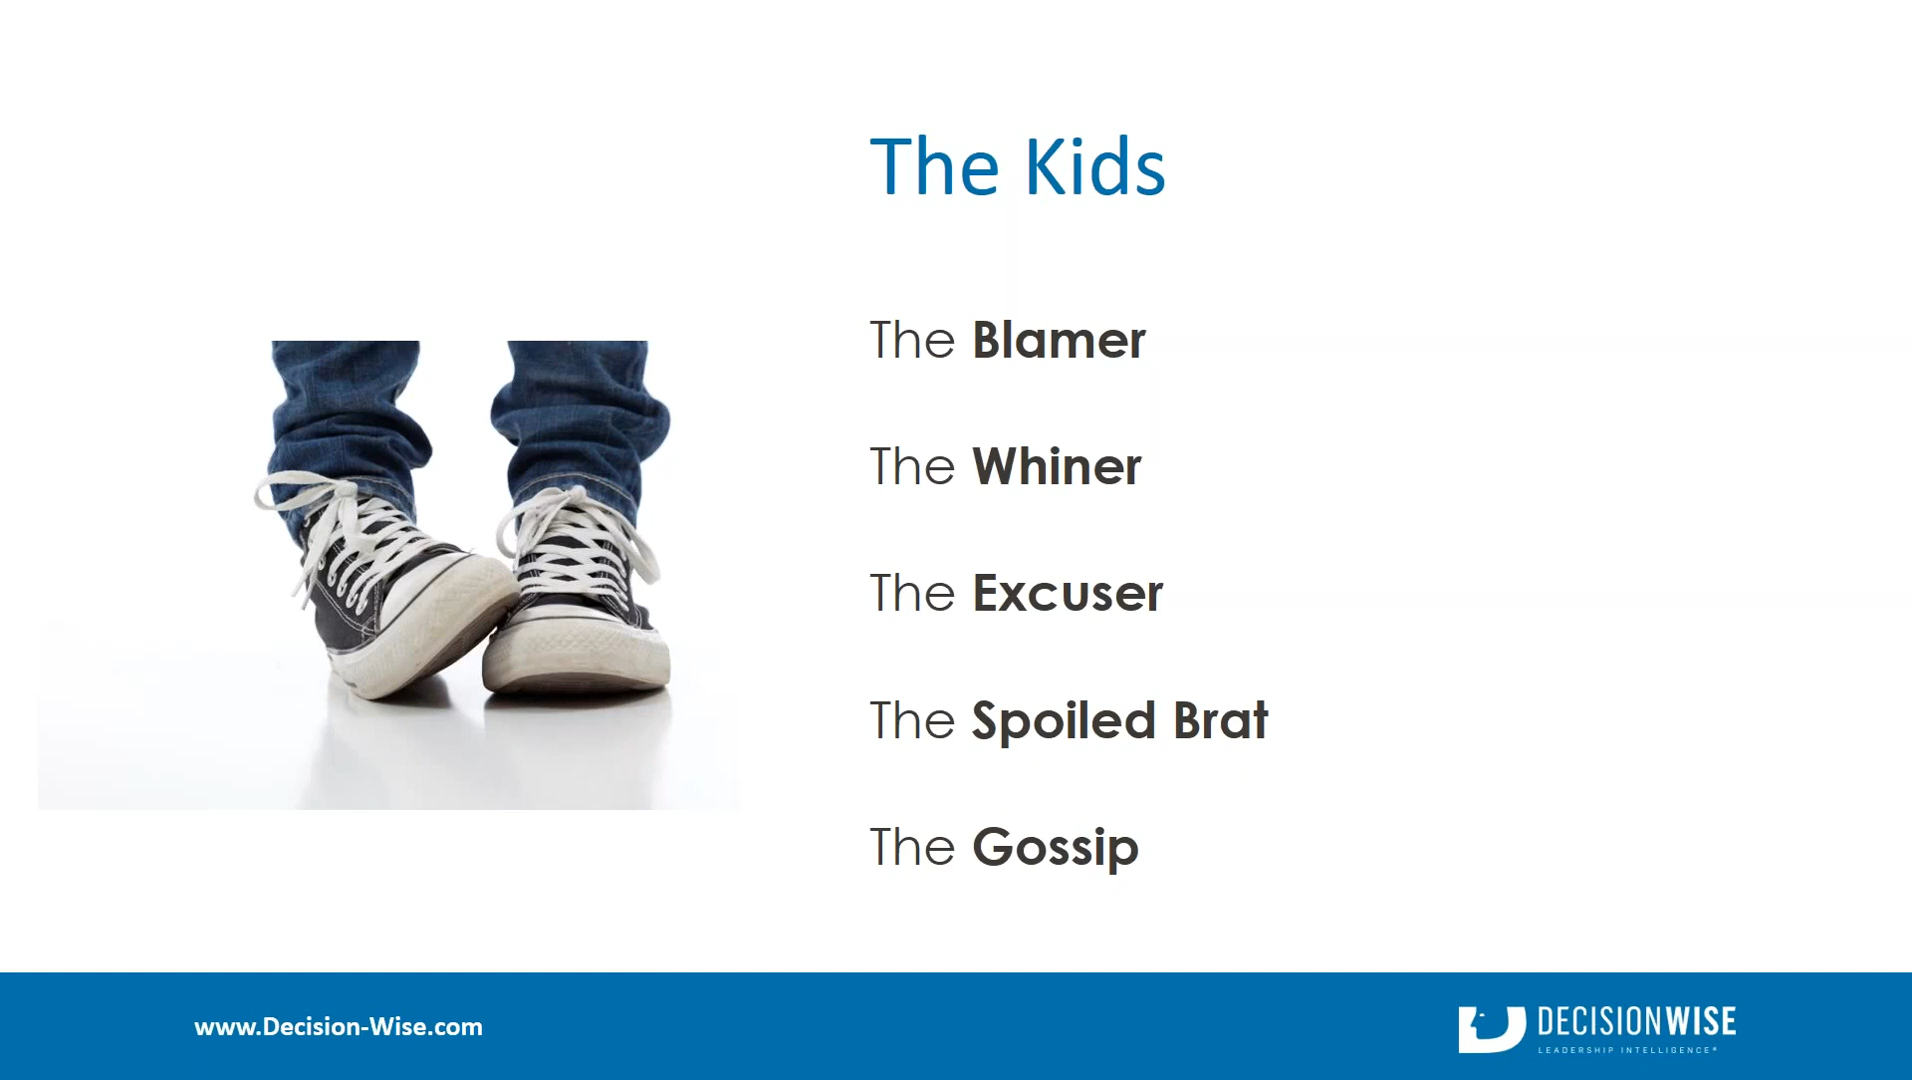 The Kids
The Blamer
The Whiner
The Excuser
The Spoiled Brat
The Gossip
www.Decision-Wise.com
DECISIONWISE
LEADERSHIP INTELLIGENCE®